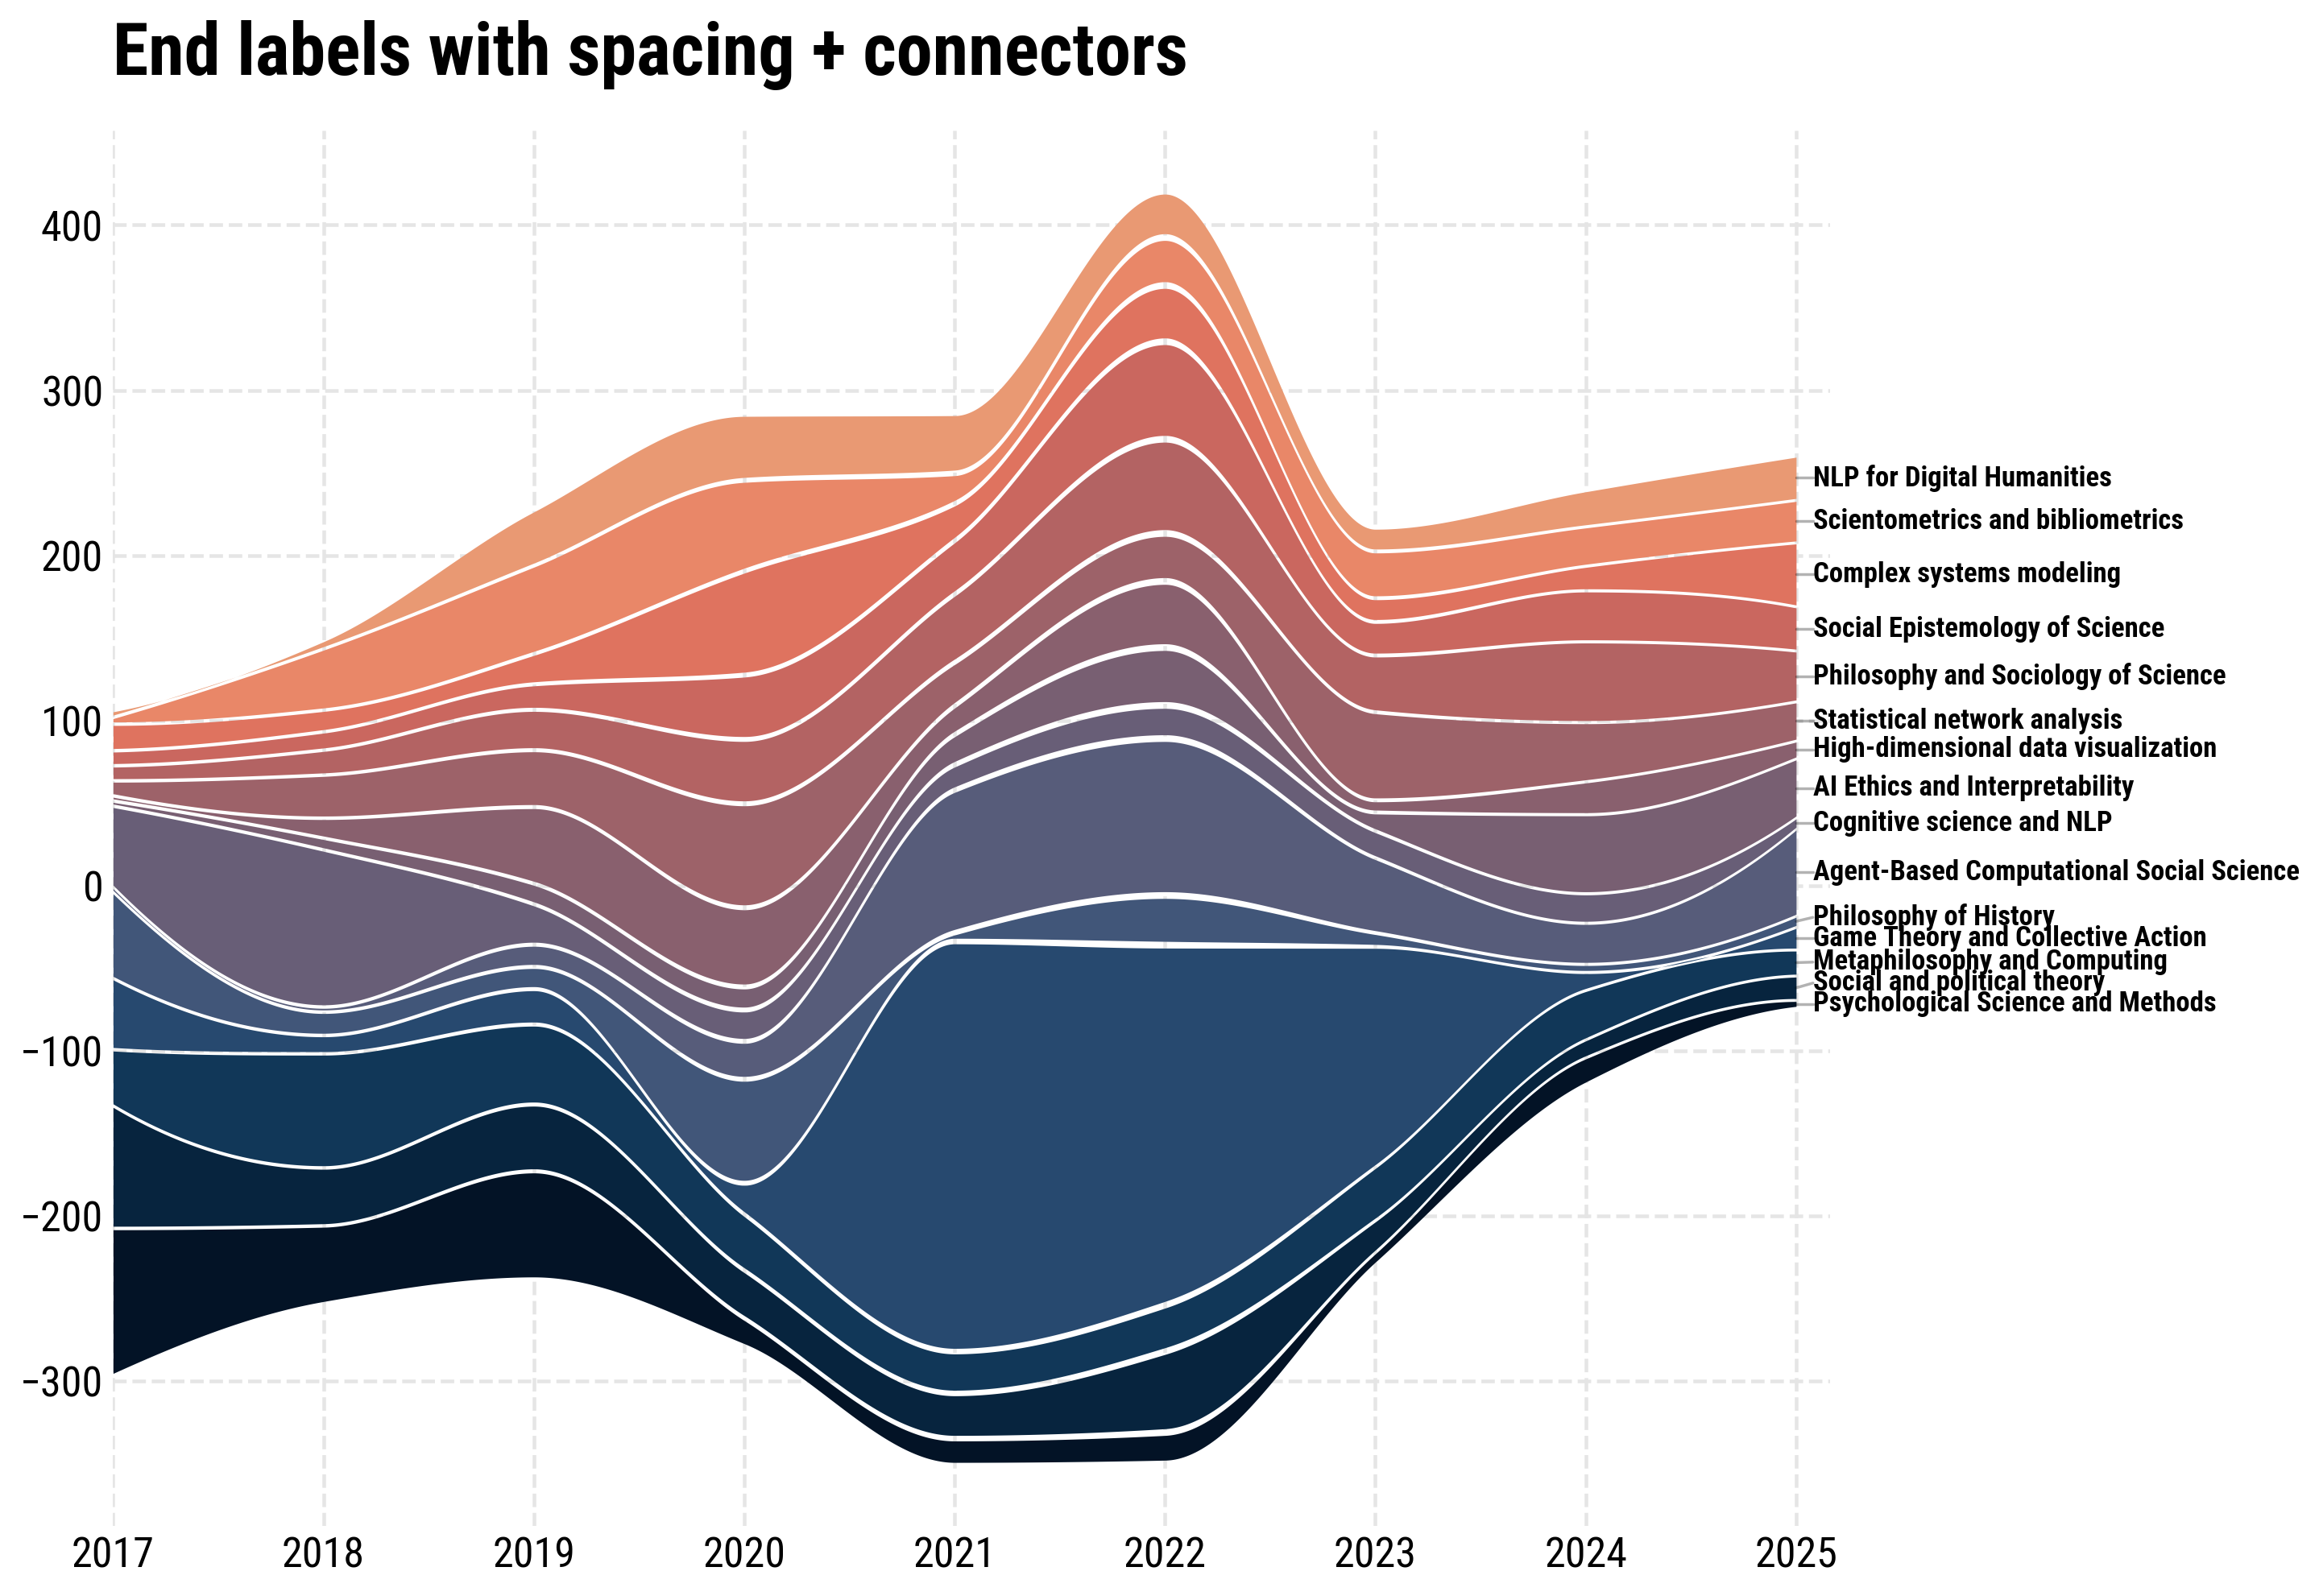 End labels with spacing + connectors
400
300
200
100
0
−100
−200
−300
NLP for Digital Humanities
Scientometrics and bibliometrics
Complex systems modeling
Social Epistemology of Science
Philosophy and Sociology of Science
Statistical network analysis
High-dimensional data visualization
AI Ethics and Interpretability
Cognitive science and NLP
Agent-Based Computational Social Science
Philosophy of History
Game Theory and Collective Action
Metaphilosophy and Computing
Social and political theory
Psychological Science and Methods
2017 2018 2019 2020 2021 2022 2023 2024 2025